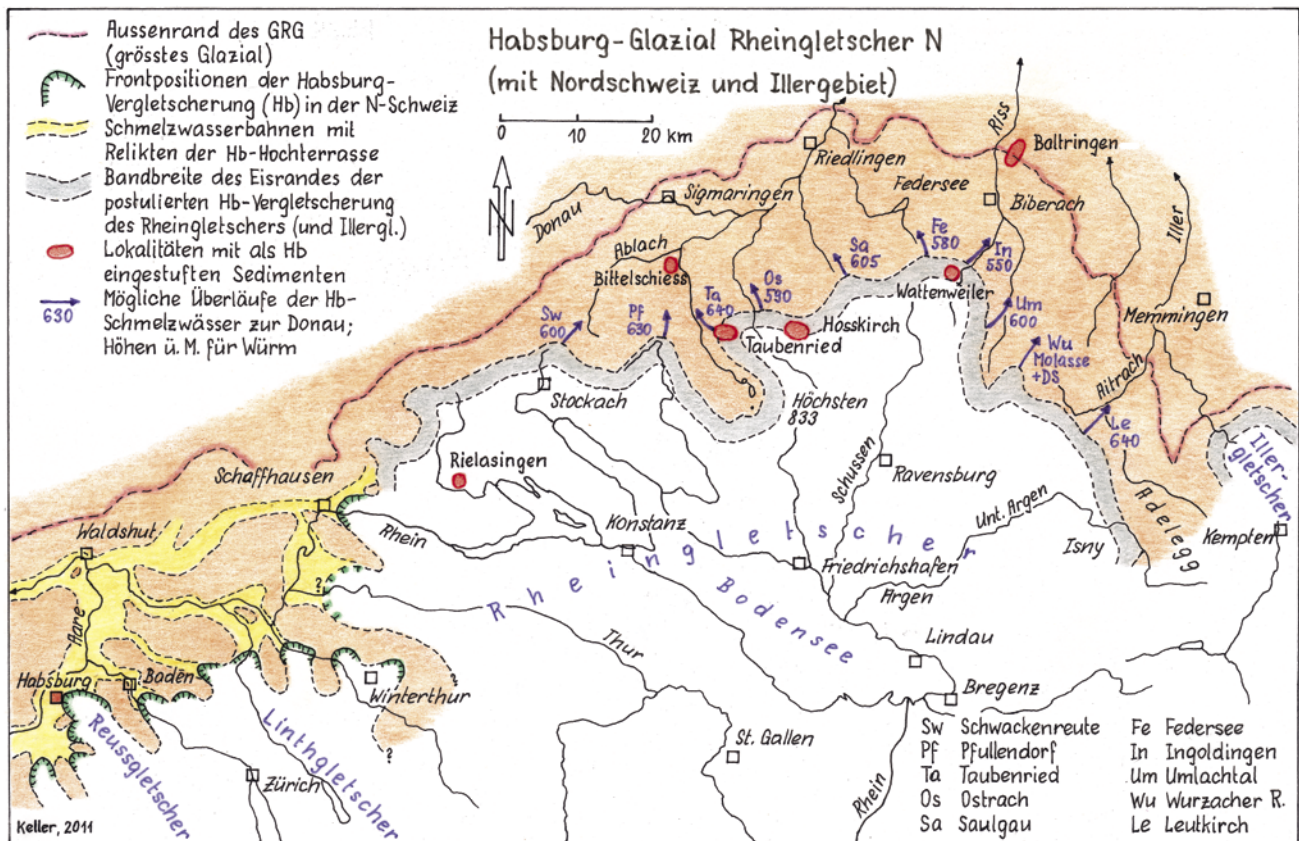 Aussenrand des GRG
(grösstes Glazial)
Frontpositionen der Habsburg-
Vergletscherung (Hb) in der N-Schweiz
Schmelzwasserbahnen mit
Relikten der Hb-Hochterrasse
Bandbreite des Eisrandes der
postulierten Hb-Vergletscherung
des Rheingletschers (und Illergl.)
Lokalitäten mit als Hb
eingestuften Sedimenten
630 Mögliche Überläufe der Hb-
Schmelzwässer zur Donau;
Höhen ü. M. für Würm
Habsburg-Glazial Rheingletscher N
(mit Nordschweiz und Illergebiet)
0 10 20 km
N
Riss
Baltringen
Riedlingen
Sigmaringen
Federsee
Biberach
Iller
Donau
Ablach
Bittelschiess
Fe
580
Sa
605
In
550
Os
590
Wattenweiler
Ta
640
Um
600
Memmingen
Sw
600
Pf
630
Hosskirch
Taubenried
Wu
Molasse
+DS
Aitrach
Stockach
Höchsten
833
Le
640
Iller-
gletscher
Schaffhausen
Rielasingen
Schussen
Ravensburg
Adelegg
Waldshut
Konstanz
Unt. Argen
Isny
Kempten
Rhein
Rheingletscher
Friedrichshafen
?
Argen
Bodensee
Aare
Thur
Lindau
Habsburg
Baden
Winterthur
Bregenz
Reussgletscher
Linthgletscher
?
St. Gallen
Zürich
Rhein
Sw Schwackenreute
Pf Pfullendorf
Ta Taubenried
Os Ostrach
Sa Saulgau
Fe Federsee
In Ingoldingen
Um Umlachtal
Wu Wurzacher R.
Le Leutkirch
Keller, 2011